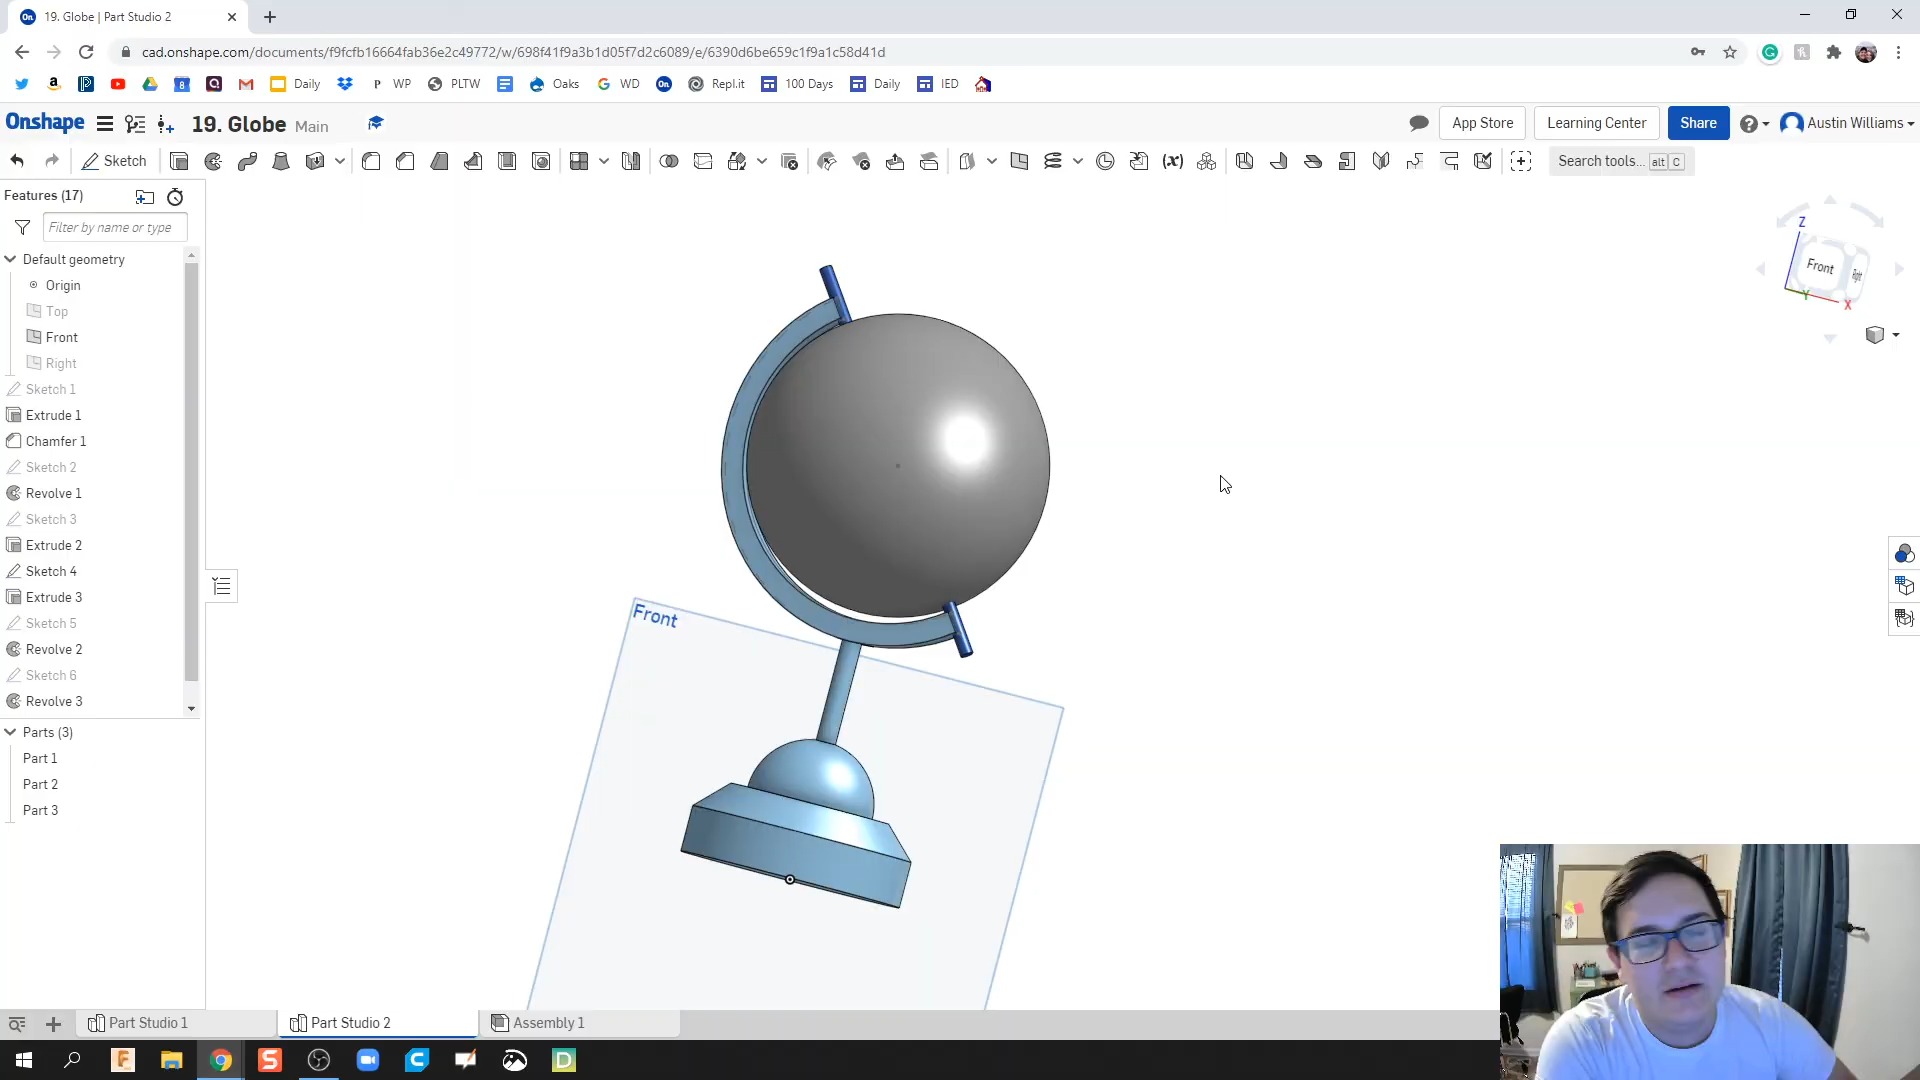 19. Globe | Part Studio 2
cad.onshape.com/documents/f9fcfb16664fab36e2c49772/w/698f41f9a3b1d05f7d2c6089/e/6390d6be659c1f9a1c58d41d
Daily
P WP
PLTW
Oaks
WD
Repl.it
100 Days
Daily
IED
Onshape
19. Globe Main
App Store
Learning Center
Share
Austin Williams
Sketch
(x)
Search tools... alt C
Features (17)
Filter by name or type
Default geometry
Origin
Top
Front
Right
Sketch 1
Extrude 1
Chamfer 1
Sketch 2
Revolve 1
Sketch 3
Extrude 2
Sketch 4
Extrude 3
Sketch 5
Revolve 2
Sketch 6
Revolve 3
Parts (3)
Part 1
Part 2
Part 3
Front
Z
Front
Right
Y
X
Part Studio 1
Part Studio 2
Assembly 1